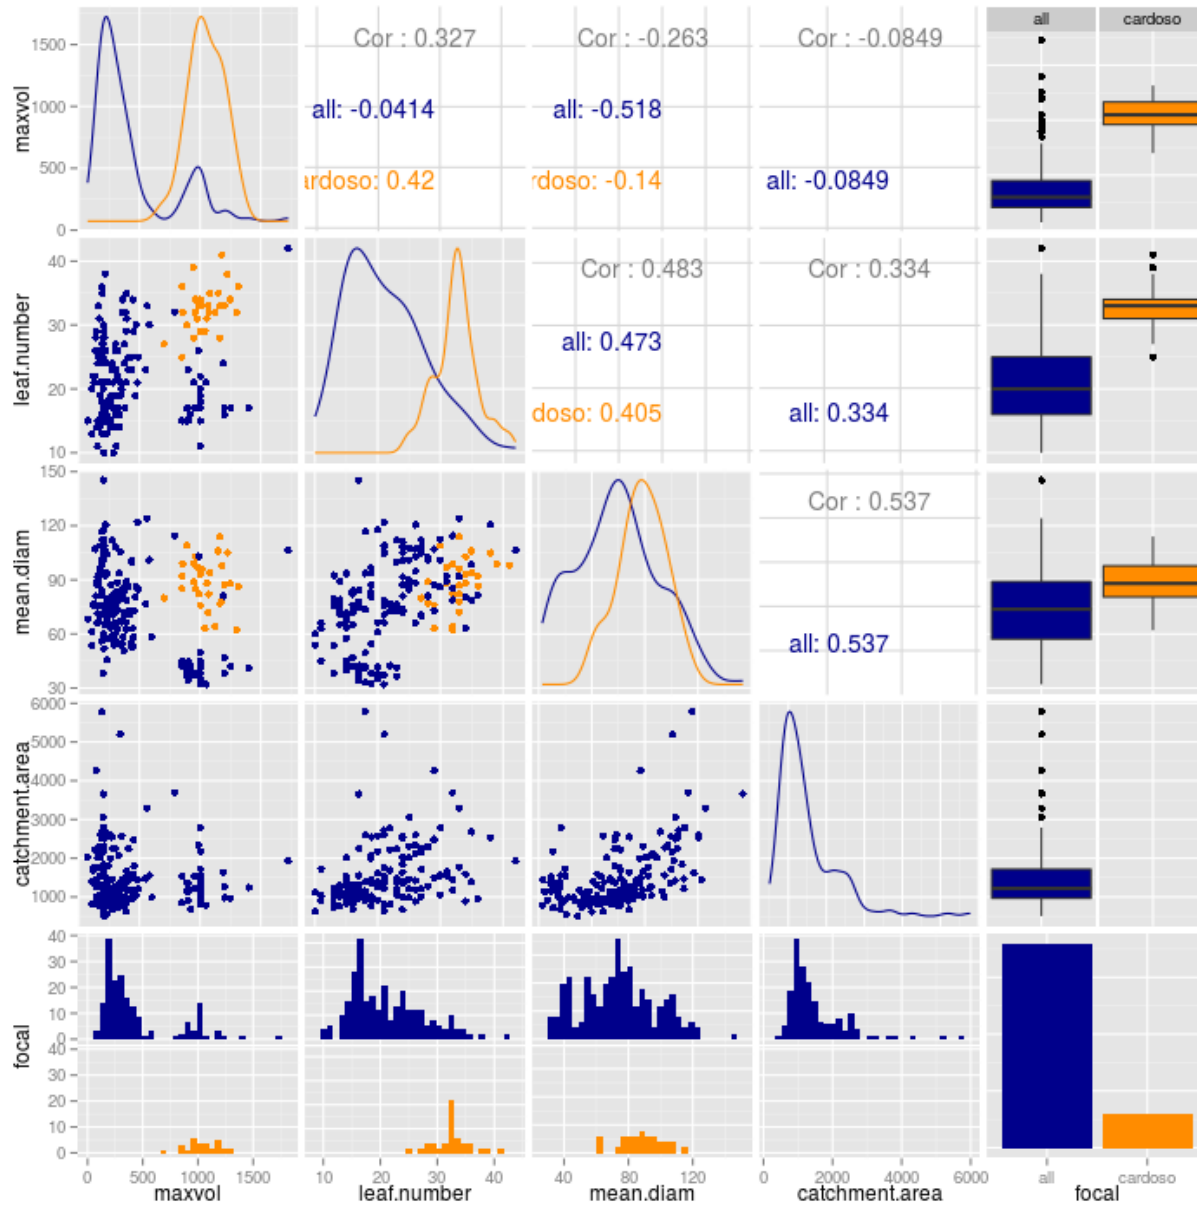 all cardoso
maxvol
1500
1000
500
0
Cor : 0.327
all: -0.0414
ardoso: 0.42
Cor : -0.263
all: -0.518
rdoso: -0.14
Cor : -0.0849
all: -0.0849
leaf.number
40
30
20
10
Cor : 0.483
all: 0.473
doso: 0.405
Cor : 0.334
all: 0.334
mean.diam
150
120
90
60
30
Cor : 0.537
all: 0.537
catchment.area
6000
5000
4000
3000
2000
1000
focal
40
30
20
10
0
40
30
20
10
0
0 500 1000 1500
10 20 30 40
40 80 120
0 2000 4000 6000
all cardoso
maxvol leaf.number mean.diam catchment.area focal